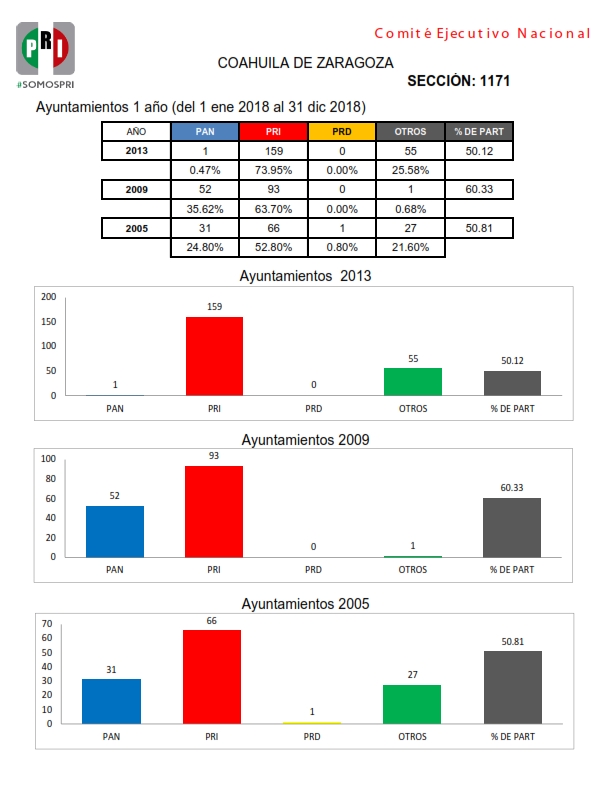 Comité Ejecutivo Nacional
PRI
#SOMOSPRI
COAHUILA DE ZARAGOZA
SECCIÓN: 1171
Ayuntamientos 1 año (del 1 ene 2018 al 31 dic 2018)
AÑO PAN PRI PRD OTROS % DE PART
2013 1 159 0 55 50.12
0.47% 73.95% 0.00% 25.58%
2009 52 93 0 1 60.33
35.62% 63.70% 0.00% 0.68%
2005 31 66 1 27 50.81
24.80% 52.80% 0.80% 21.60%
Ayuntamientos 2013
200
150
100
50
0
1 159 0 55 50.12
PAN PRI PRD OTROS % DE PART
Ayuntamientos 2009
100
80
60
40
20
0
52 93 0 1 60.33
PAN PRI PRD OTROS % DE PART
Ayuntamientos 2005
70
60
50
40
30
20
10
0
31 66 1 27 50.81
PAN PRI PRD OTROS % DE PART